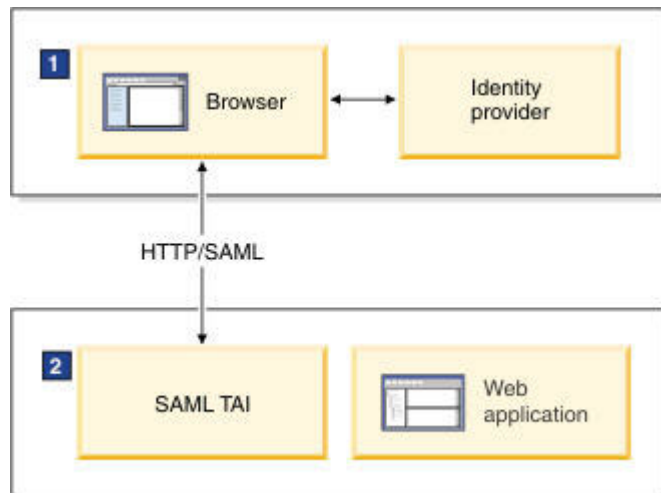 1
Browser
Identity
provider
HTTP/SAML
2
SAML TAI
Web
application